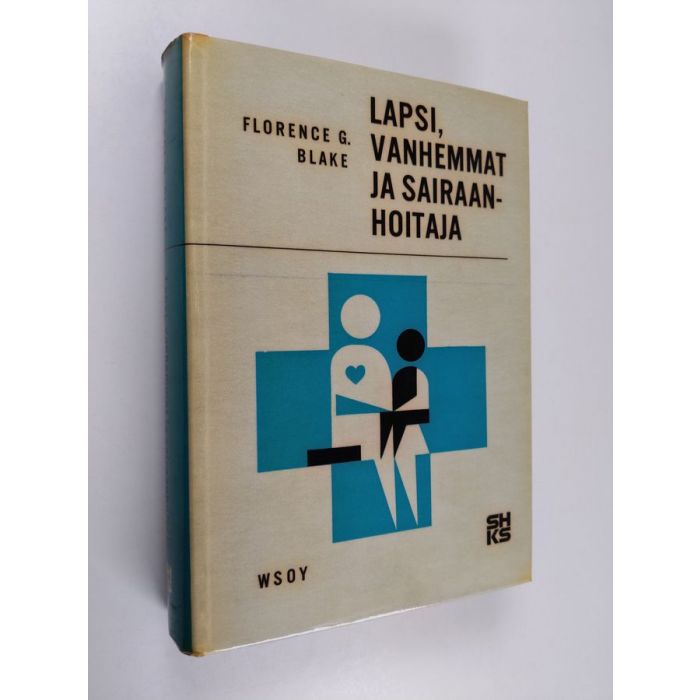 FLORENCE G.
BLAKE
LAPSI,
VANHEMMAT
JA SAIRAAN-
HOITAJA
WSOY
SH
KS